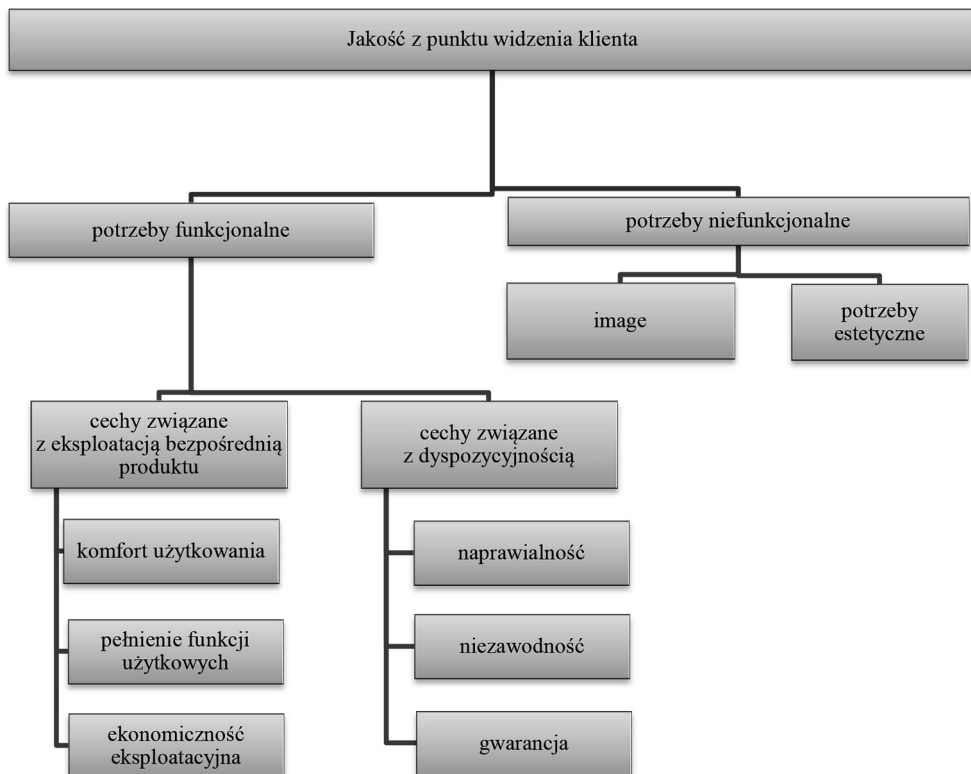 Jakość z punktu widzenia klienta
potrzeby funkcjonalne
potrzeby niefunkcjonalne
image
potrzeby
estetyczne
cechy związane
z eksploatacją bezpośrednią
produktu
cechy związane
z dyspozycyjnością
komfort użytkowania
naprawialność
pełnienie funkcji
użytkowych
niezawodność
ekonomiczność
eksploatacyjna
gwarancja